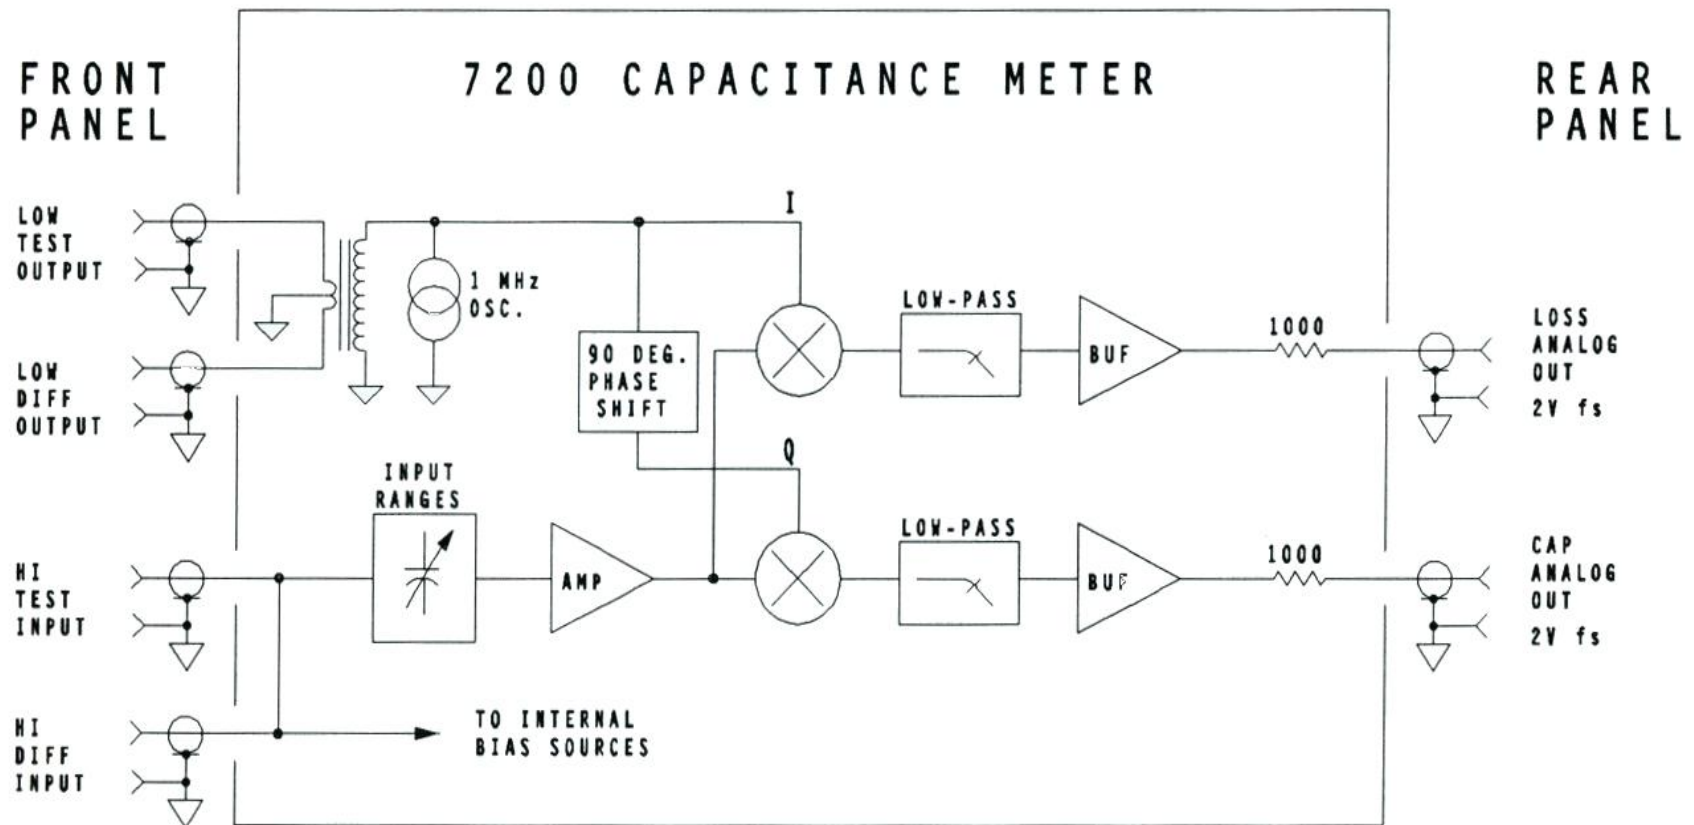 FRONT
PANEL
7200 CAPACITANCE METER
REAR
PANEL
LOW
TEST
OUTPUT
LOW
DIFF
OUTPUT
1 MHz
OSC.
I
90 DEG.
PHASE
SHIFT
Q
LOW-PASS
BUF
1000
LOSS
ANALOG
OUT
2V fs
INPUT
RANGES
HI
TEST
INPUT
AMP
LOW-PASS
BUF
1000
CAP
ANALOG
OUT
2V fs
HI
DIFF
INPUT
TO INTERNAL
BIAS SOURCES